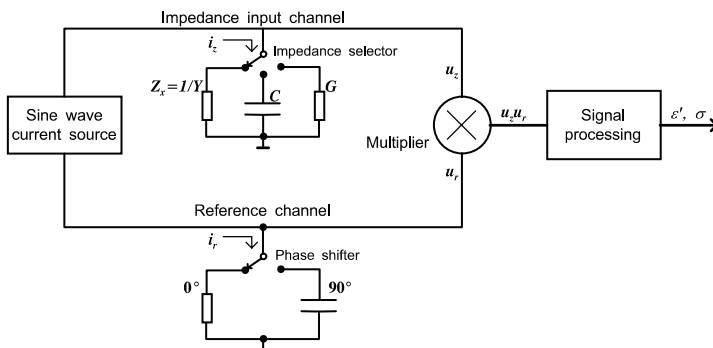 Impedance input channel
i_z
Impedance selector
Z_x=1/Y
C
G
Sine wave
current source
u_z
Multiplier
u_z u_r
Signal
processing
ε′, σ
u_r
Reference channel
i_r
Phase shifter
0°
90°